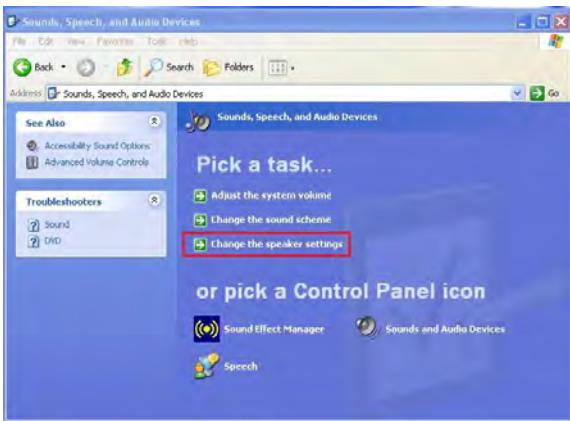 Sounds, Speech, and Audio Devices
File Edit View Favorites Tools Help
Back Search Folders
Address Sounds, Speech, and Audio Devices Go
See Also
Accessibility Sound Options
Advanced Volume Controls
Troubleshooters
Sound
DVD
Sounds, Speech, and Audio Devices
Pick a task...
Adjust the system volume
Change the sound scheme
Change the speaker settings
or pick a Control Panel icon
Sound Effect Manager Sounds and Audio Devices
Speech